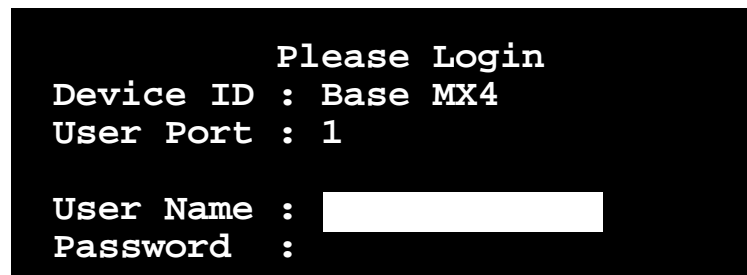 Please Login
Device ID : Base MX4
User Port : 1
User Name :
Password :